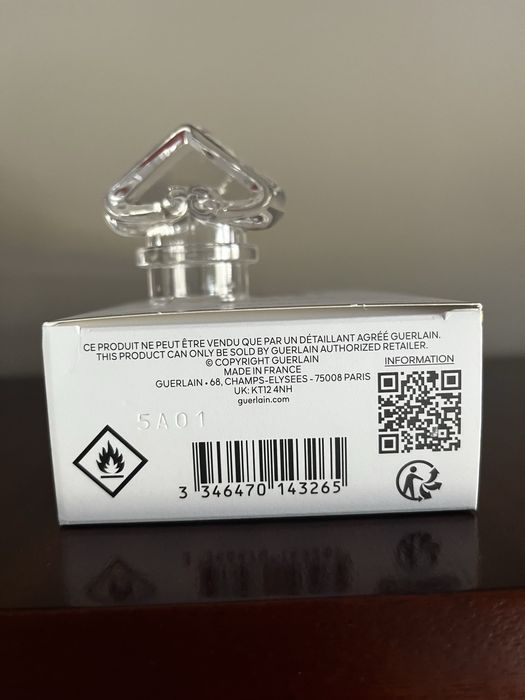 CE PRODUIT NE PEUT ÊTRE VENDU QUE PAR UN DÉTAILLANT AGRÉÉ GUERLAIN.
THIS PRODUCT CAN ONLY BE SOLD BY GUERLAIN AUTHORIZED RETAILER.
© COPYRIGHT GUERLAIN
MADE IN FRANCE
GUERLAIN • 68, CHAMPS-ELYSEES - 75008 PARIS
UK: KT12 4NH
guerlain.com
INFORMATION
5A01
3 346470 143265